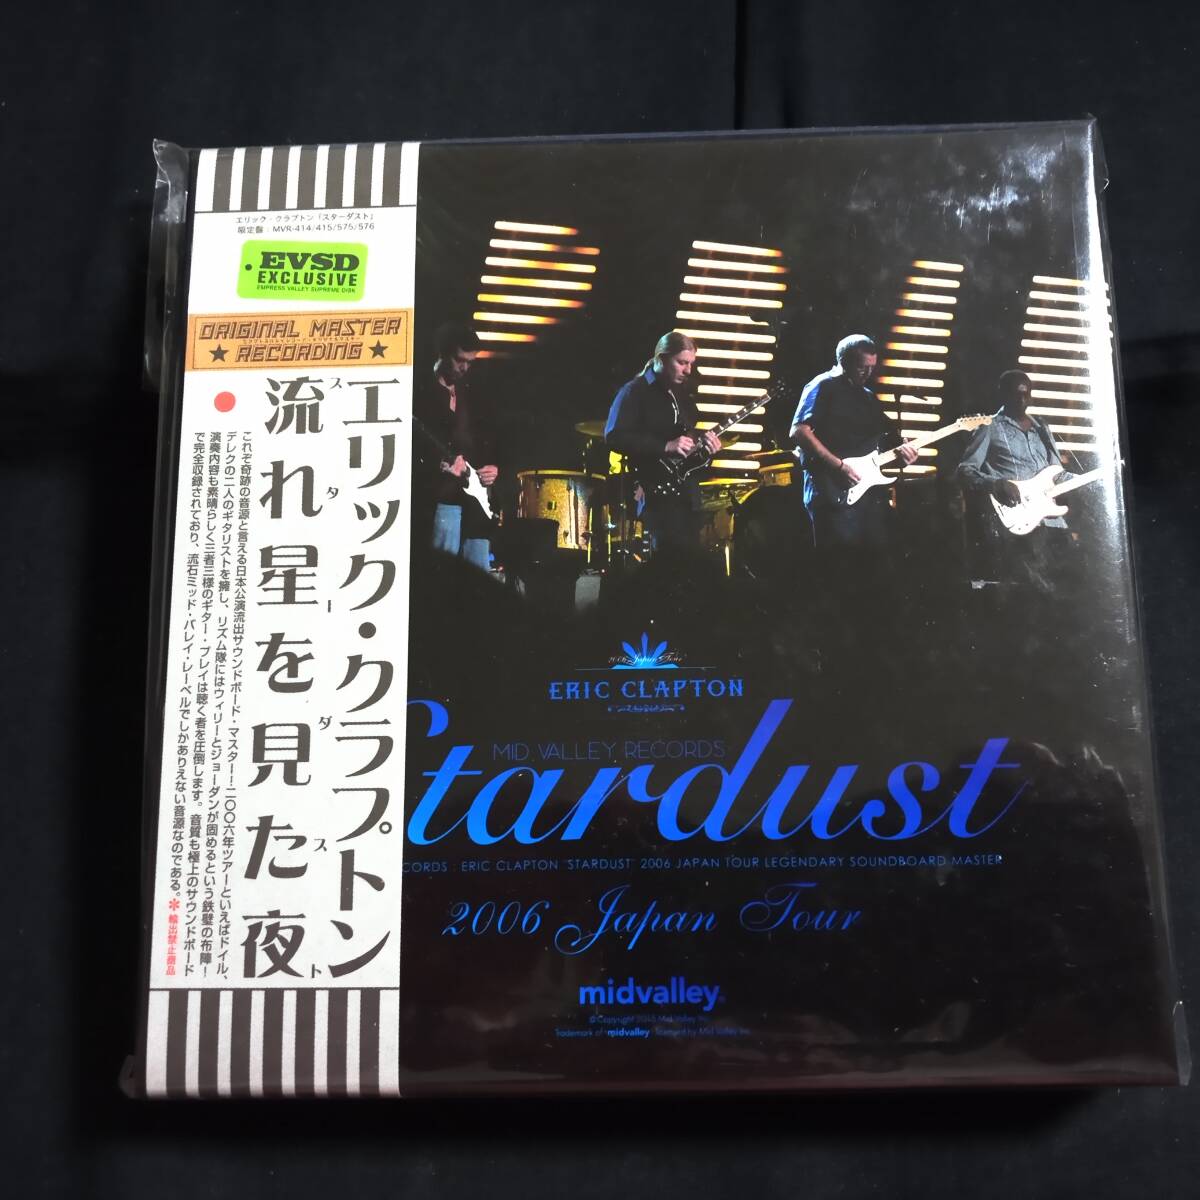 エリック・クラプトン「スターダスト」
限定盤：MVR-414/415/575/576
EVSD
EXCLUSIVE
EMPRESS VALLEY SUPREME DISK
ORIGINAL MASTER
RECORDING
エリック・クラプトン
流れ星を見た夜
スターダスト
これぞ奇跡の音源と言える日本公演流出サウンドボード・マスター！二〇〇六年ツアーといえばドイル、
デレクの二人のギタリストを擁し、リズム隊にはウィリーとジョーダンが固めるという鉄壁の布陣！
演奏内容も素晴らしく三者三様のギター・プレイは聴く者を圧倒します。音質も極上のサウンドボード
で完全収録されており、流石ミッド・バレイ・レーベルでしかありえない音源なのである。＊輸出禁止商品
2006 Japan Tour
ERIC CLAPTON
MID VALLEY RECORDS
Stardust
CORDS : ERIC CLAPTON "STARDUST" 2006 JAPAN TOUR LEGENDARY SOUNDBOARD MASTER
2006 Japan Tour
midvalley
Trademark of midvalley licensed by Mid Valley Inc